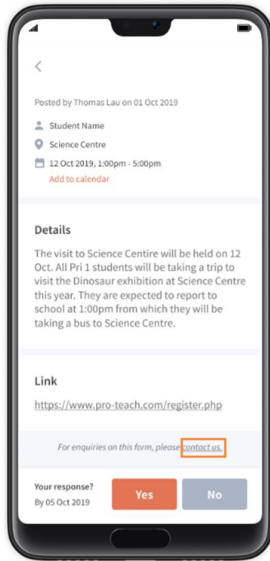 Posted by Thomas Lau on 01 Oct 2019
Student Name
Science Centre
12 Oct 2019, 1:00pm - 5:00pm
Add to calendar
Details
The visit to Science Centire will be held on 12
Oct. All Pri 1 students will be taking a trip to
visit the Dinosaur exhibition at Science Centre
this year. They are expected to report to
school at 1:00pm from which they will be
taking a bus to Science Centre.
Link
https://www.pro-teach.com/register.php
For enquiries on this form, please contact us.
Your response?
By 05 Oct 2019
Yes
No